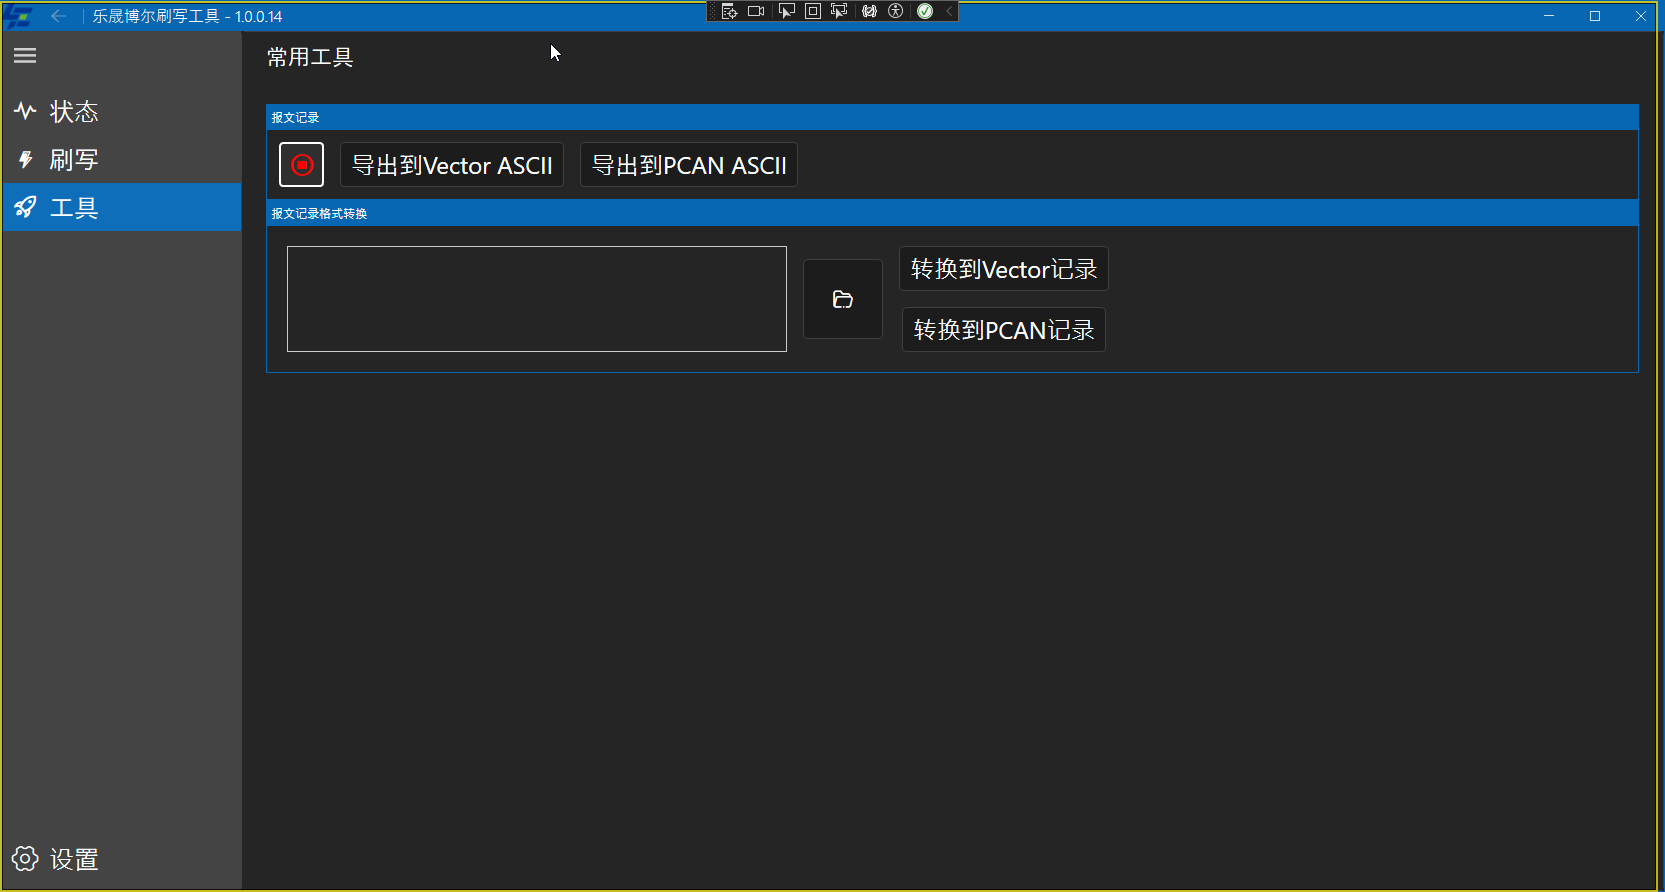 乐晟博尔刷写工具 - 1.0.0.14
状态
刷写
工具
设置
常用工具
报文记录
导出到Vector ASCII
导出到PCAN ASCII
报文记录格式转换
转换到Vector记录
转换到PCAN记录